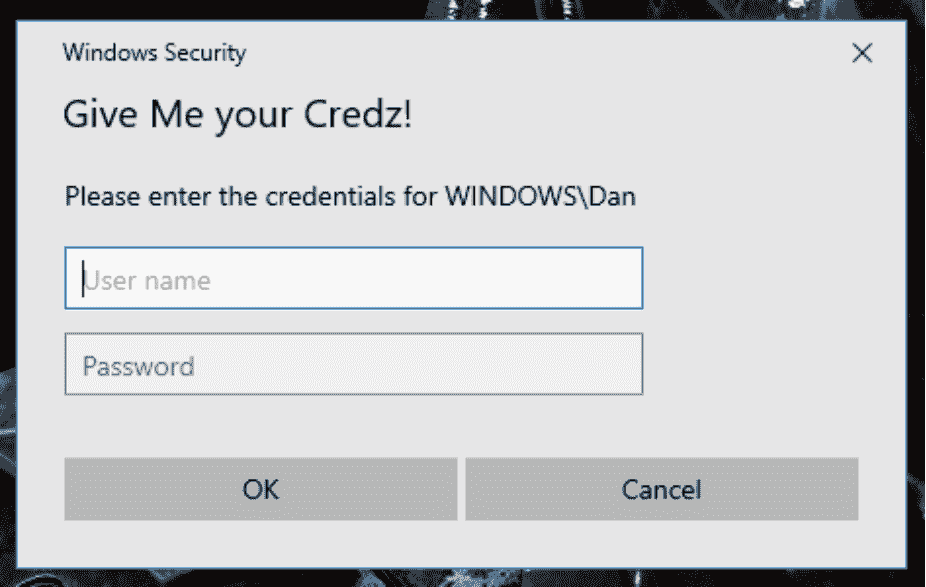 Windows Security
Give Me your Credz!
Please enter the credentials for WINDOWS\Dan
User name
Password
OK
Cancel